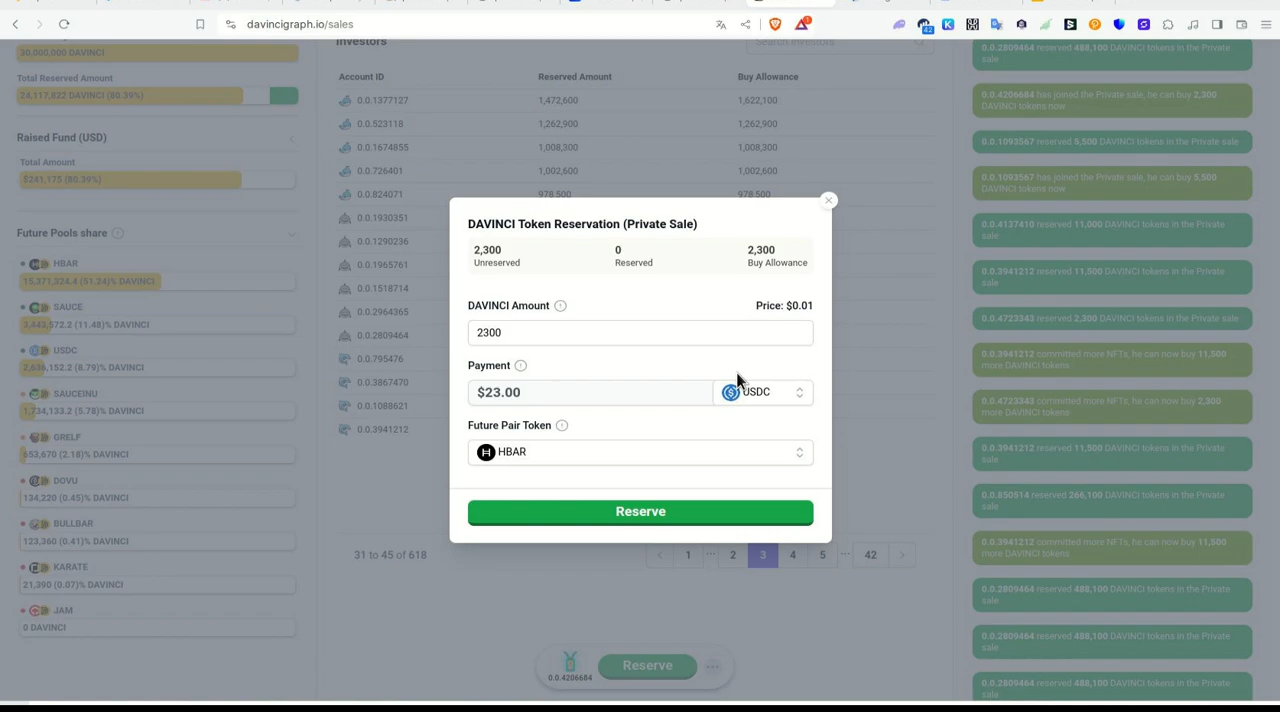 davincigraph.io/sales
1
42
30,000,000 DAVINCI
Total Reserved Amount
24,117,822 DAVINCI (80.39%)
Raised Fund (USD)
Total Amount
$241,175 (80.39%)
Future Pools share
HBAR
15,371,324.4 (51.24)% DAVINCI
SAUCE
3,443,572.2 (11.48)% DAVINCI
USDC
2,636,152.2 (8.79)% DAVINCI
SAUCEINU
1,734,133.2 (5.78)% DAVINCI
GRELF
653,670 (2.18)% DAVINCI
DOVU
134,220 (0.45)% DAVINCI
BULLBAR
123,360 (0.41)% DAVINCI
KARATE
21,390 (0.07)% DAVINCI
JAM
0 DAVINCI
Investors
Search investors
Account ID Reserved Amount Buy Allowance
0.0.1377127 1,472,600 1,622,100
0.0.523118 1,262,900 1,262,900
0.0.1674855 1,008,300 1,008,300
0.0.726401 1,002,600 1,002,600
0.0.824071 978,500 978,500
0.0.1930351
0.0.1290236
0.0.1965761
0.0.1518714
0.0.2964365
0.0.2809464
0.0.795476
0.0.3867470
0.0.1088621
0.0.3941212
31 to 45 of 618
1 ... 2 3 4 5 ... 42
0.0.4206684
Reserve
DAVINCI Token Reservation (Private Sale)
2,300 0 2,300
Unreserved Reserved Buy Allowance
DAVINCI Amount Price: $0.01
2300
Payment
$23.00 USDC
Future Pair Token
HBAR
Reserve
0.0.2809464 reserved 488,100 DAVINCI tokens in the Private
sale
0.0.4206684 has joined the Private sale, he can buy 2,300
DAVINCI tokens now
0.0.1093567 reserved 5,500 DAVINCI tokens in the Private sale
0.0.1093567 has joined the Private sale, he can buy 5,500
DAVINCI tokens now
0.0.4137410 reserved 11,000 DAVINCI tokens in the Private
sale
0.0.3941212 reserved 11,500 DAVINCI tokens in the Private
sale
0.0.4723343 reserved 2,300 DAVINCI tokens in the Private sale
0.0.3941212 committed more NFTs, he can now buy 11,500
more DAVINCI tokens
0.0.4723343 committed more NFTs, he can now buy 2,300
more DAVINCI tokens
0.0.3941212 reserved 11,500 DAVINCI tokens in the Private
sale
0.0.850514 reserved 266,100 DAVINCI tokens in the Private
sale
0.0.3941212 committed more NFTs, he can now buy 11,500
more DAVINCI tokens
0.0.2809464 reserved 488,100 DAVINCI tokens in the Private
sale
0.0.2809464 reserved 488,100 DAVINCI tokens in the Private
sale
0.0.2809464 reserved 488,100 DAVINCI tokens in the Private
sale